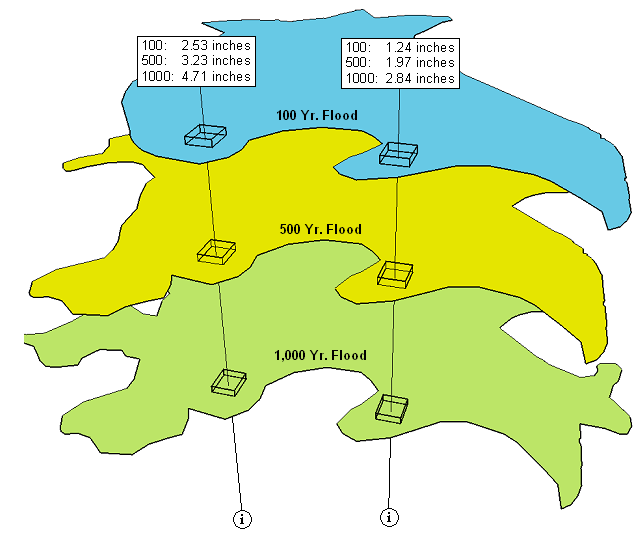 100: 2.53 inches
500: 3.23 inches
1000: 4.71 inches
100: 1.24 inches
500: 1.97 inches
1000: 2.84 inches
100 Yr. Flood
500 Yr. Flood
1,000 Yr. Flood
i
i